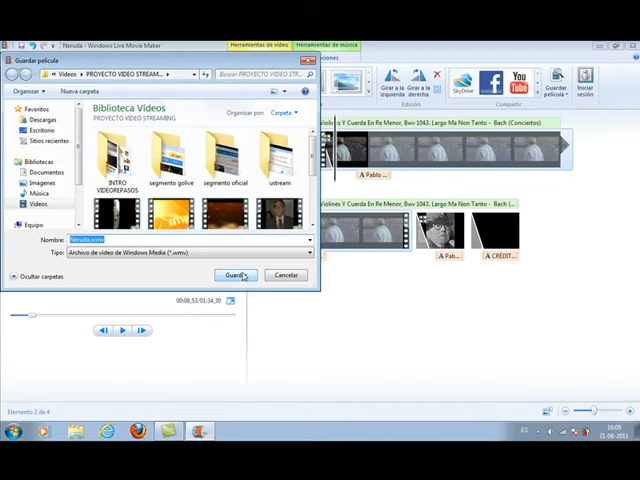 Neruda - Windows Live Movie Maker
Herramientas de vídeo
Herramientas de música
Guardar película
Vídeos
PROYECTO VIDEO STREAM...
Buscar PROYECTO VIDEO STR...
Organizar
Nueva carpeta
Favoritos
Descargas
Escritorio
Sitios recientes
Bibliotecas
Documentos
Imágenes
Música
Vídeos
Equipo
Biblioteca Vídeos
PROYECTO VIDEO STREAMING
Organizar por:
Carpeta
INTRO VIDEOREPASOS
segmento golive
segmento oficial
ustream
Nombre:
Neruda.wmv
Tipo:
Archivo de vídeo de Windows Media (*.wmv)
Ocultar carpetas
Guardar
Cancelar
Girar a la izquierda
Girar a la derecha
Edición
SkyDrive
You Tube
Compartir
Guardar película
Iniciar sesión
Y Cuerda En Re Menor, Bwv 1043. Largo Ma Non Tanto - Bach (Conciertos)
Pablo ...
Y Cuerda En Re Menor, Bwv 1043. Largo Ma Non Tanto - Bach (...
Pab...
CRÉDIT...
00:08,53/01:34,30
Elemento 2 de 4
ES
16:09
21-06-2011